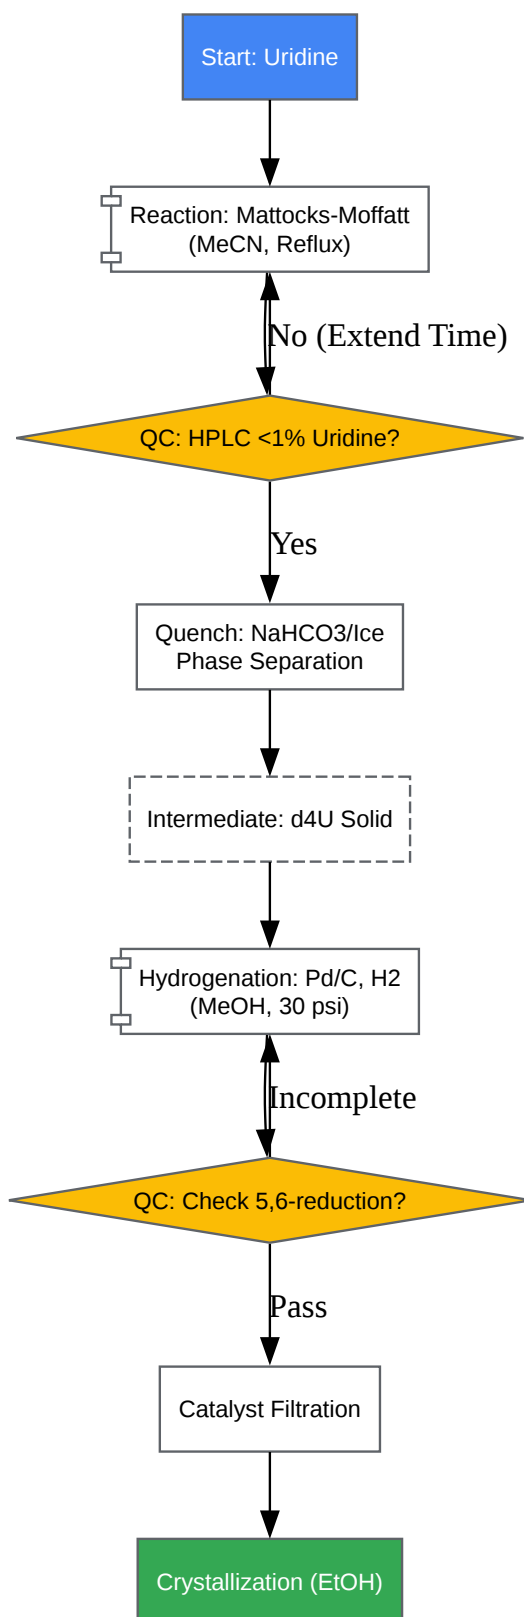 Start: Uridine
Reaction: Mattocks-Moffatt
(MeCN, Reflux)
No (Extend Time)
QC: HPLC <1% Uridine?
Yes
Quench: NaHCO3/Ice
Phase Separation
Intermediate: d4U Solid
Hydrogenation: Pd/C, H2
(MeOH, 30 psi)
Incomplete
QC: Check 5,6-reduction?
Pass
Catalyst Filtration
Crystallization (EtOH)